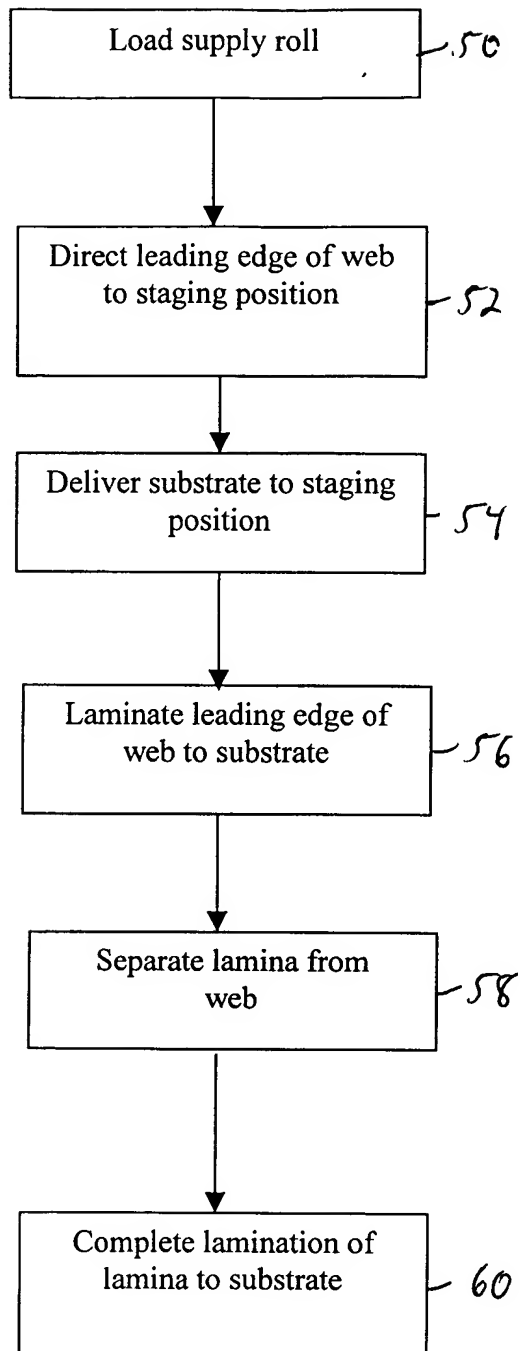 Load supply roll
50
Direct leading edge of web
to staging position
52
Deliver substrate to staging
position
54
Laminate leading edge of
web to substrate
56
Separate lamina from
web
58
Complete lamination of
lamina to substrate
60